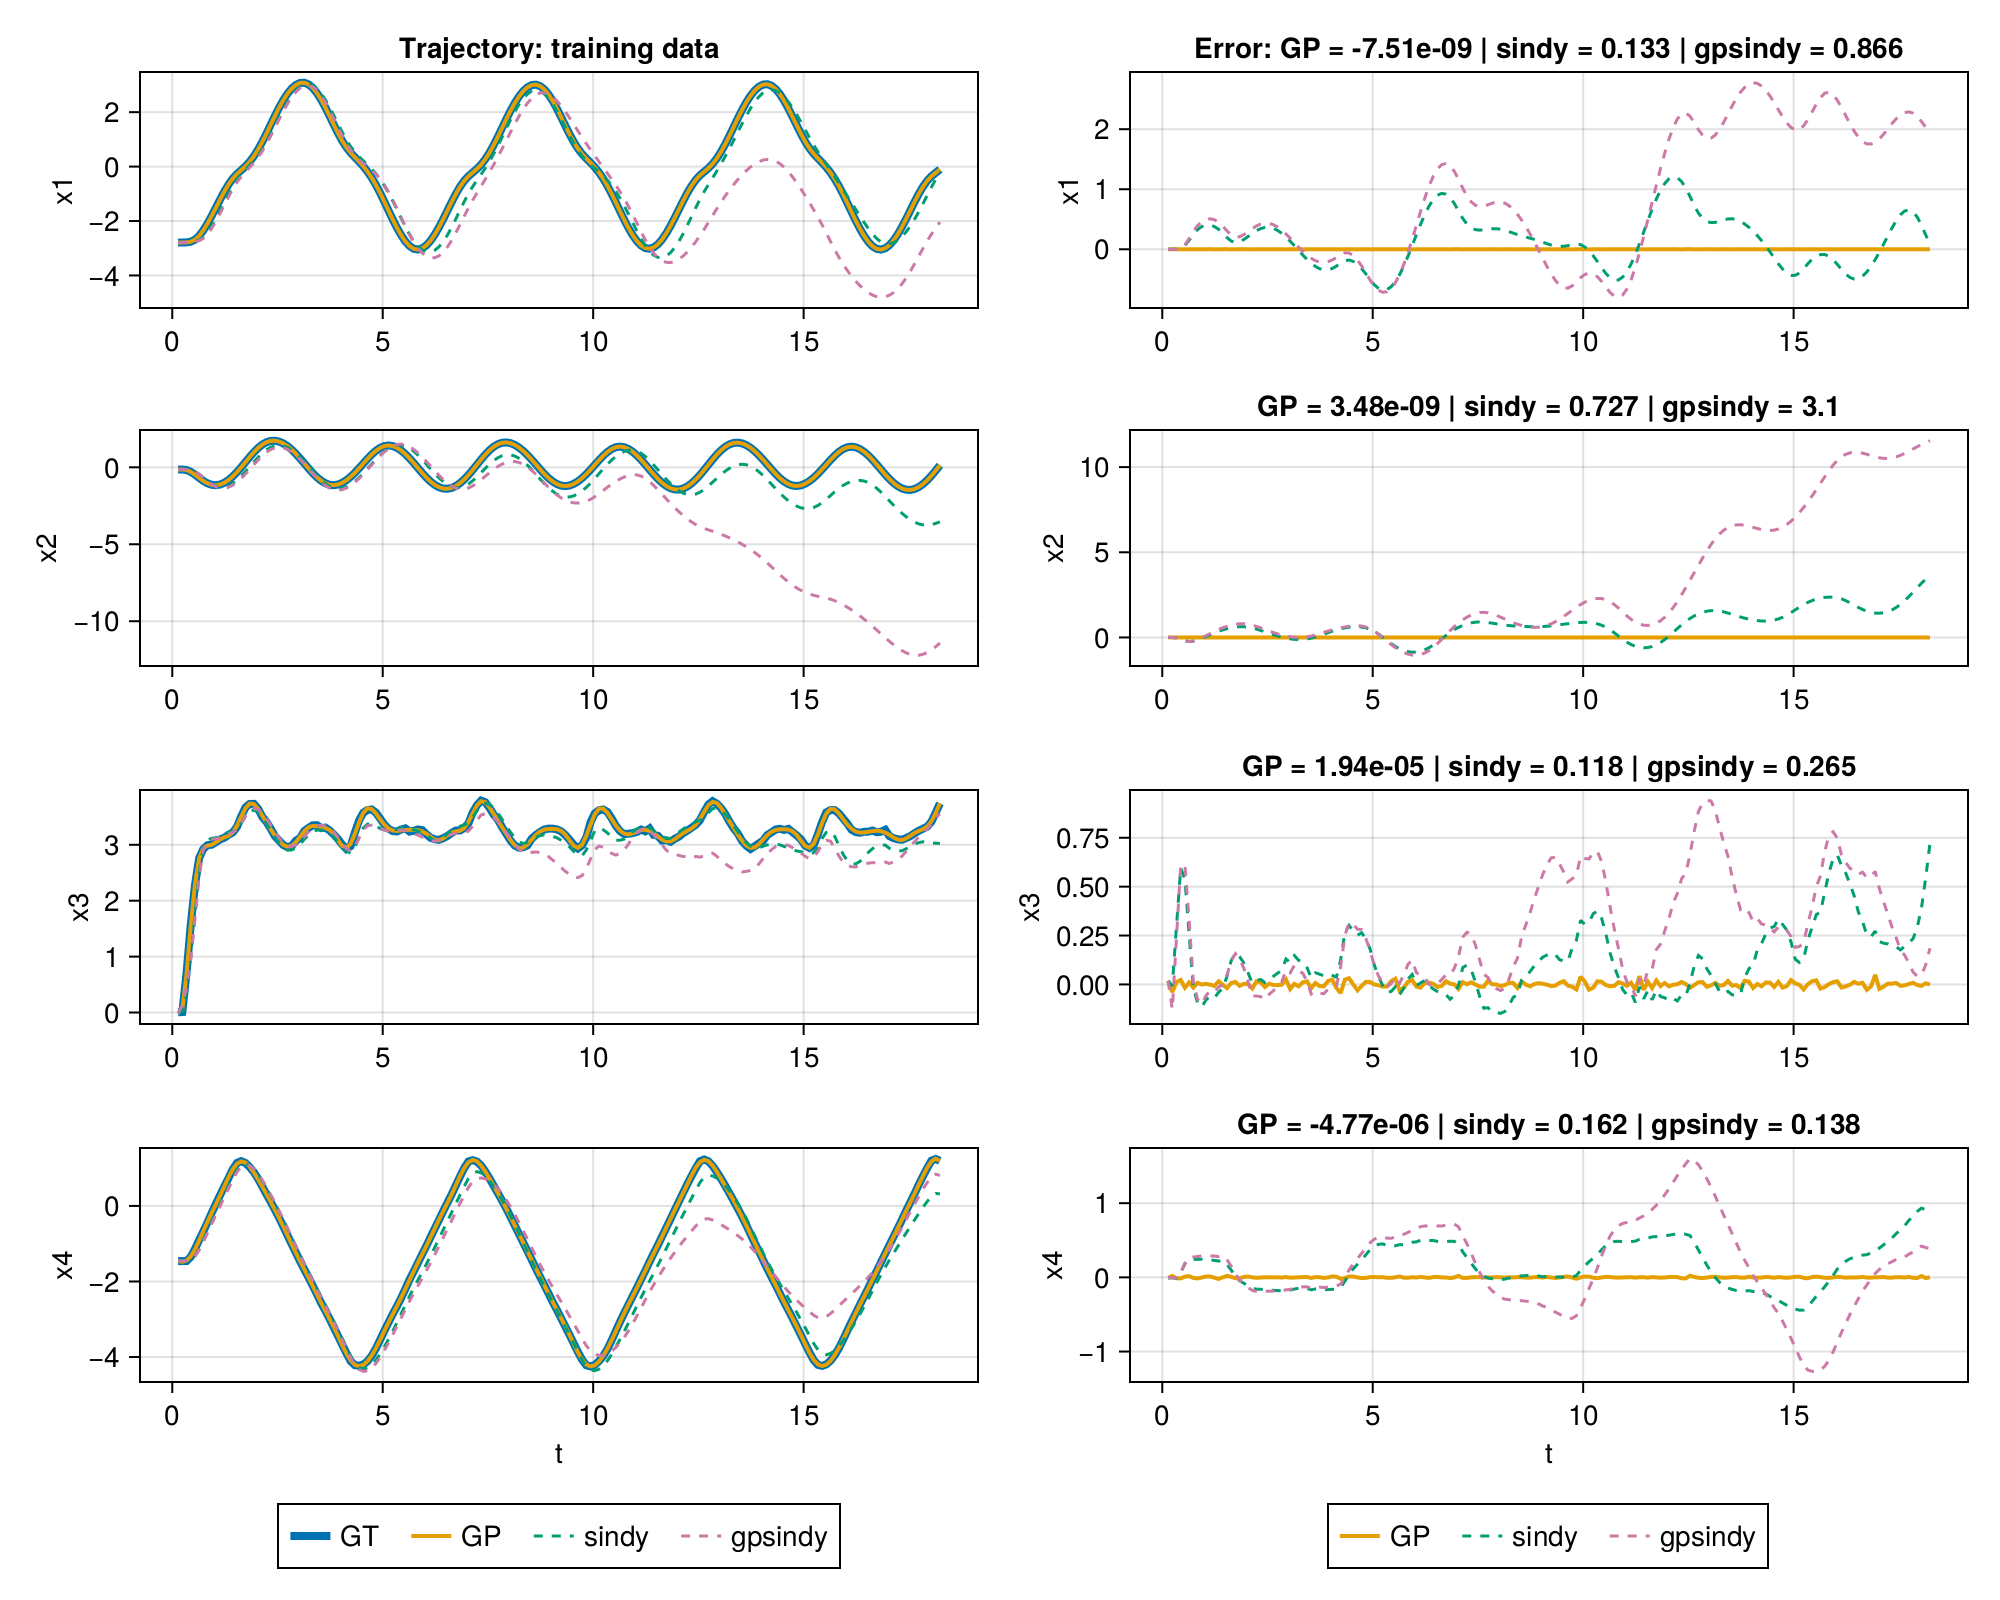 Trajectory: training data
x1
2
0
−2
−4
0 5 10 15
Error: GP = -7.51e-09 | sindy = 0.133 | gpsindy = 0.866
x1
2
1
0
0 5 10 15
x2
0
−5
−10
0 5 10 15
GP = 3.48e-09 | sindy = 0.727 | gpsindy = 3.1
x2
10
5
0
0 5 10 15
x3
3
2
1
0
0 5 10 15
GP = 1.94e-05 | sindy = 0.118 | gpsindy = 0.265
x3
0.75
0.50
0.25
0.00
0 5 10 15
x4
0
−2
−4
0 5 10 15
t
GP = -4.77e-06 | sindy = 0.162 | gpsindy = 0.138
x4
1
0
−1
0 5 10 15
t
GT GP sindy gpsindy
GP sindy gpsindy